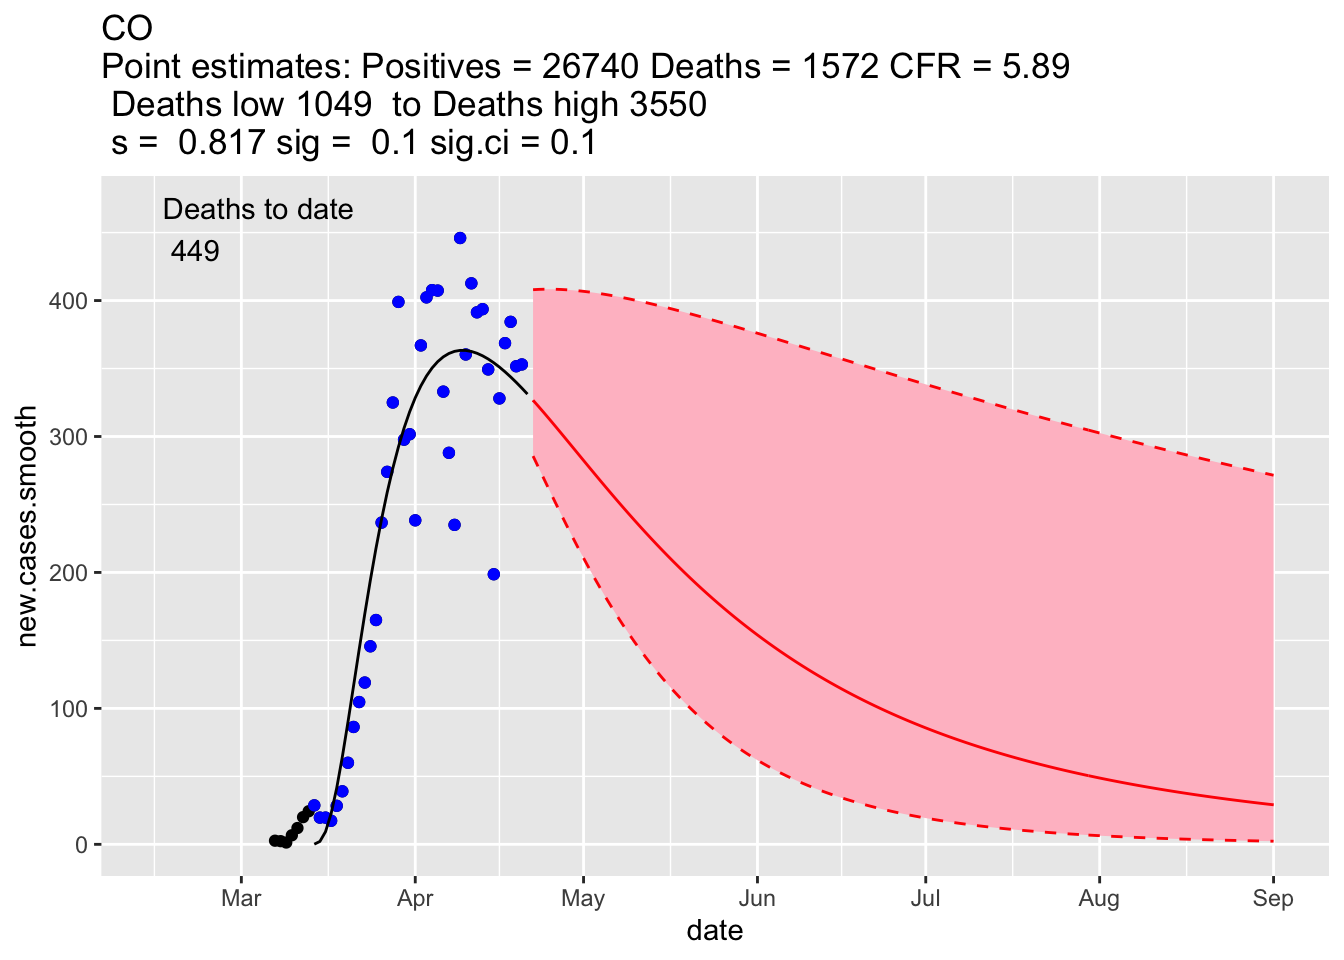 CO
Point estimates: Positives = 26740 Deaths = 1572 CFR = 5.89
Deaths low 1049  to Deaths high 3550
s =  0.817 sig =  0.1 sig.ci = 0.1
Deaths to date
449
400
300
200
100
0
new.cases.smooth
Mar Apr May Jun Jul Aug Sep
date